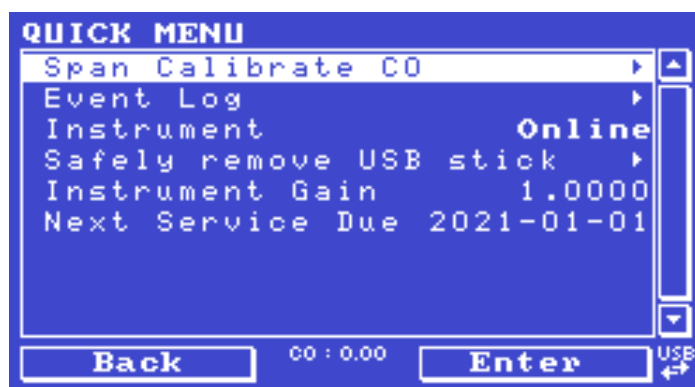 QUICK MENU
Span Calibrate CO
Event Log
Instrument Online
Safely remove USB stick
Instrument Gain 1.0000
Next Service Due 2021-01-01
Back CO:0.00 Enter USB